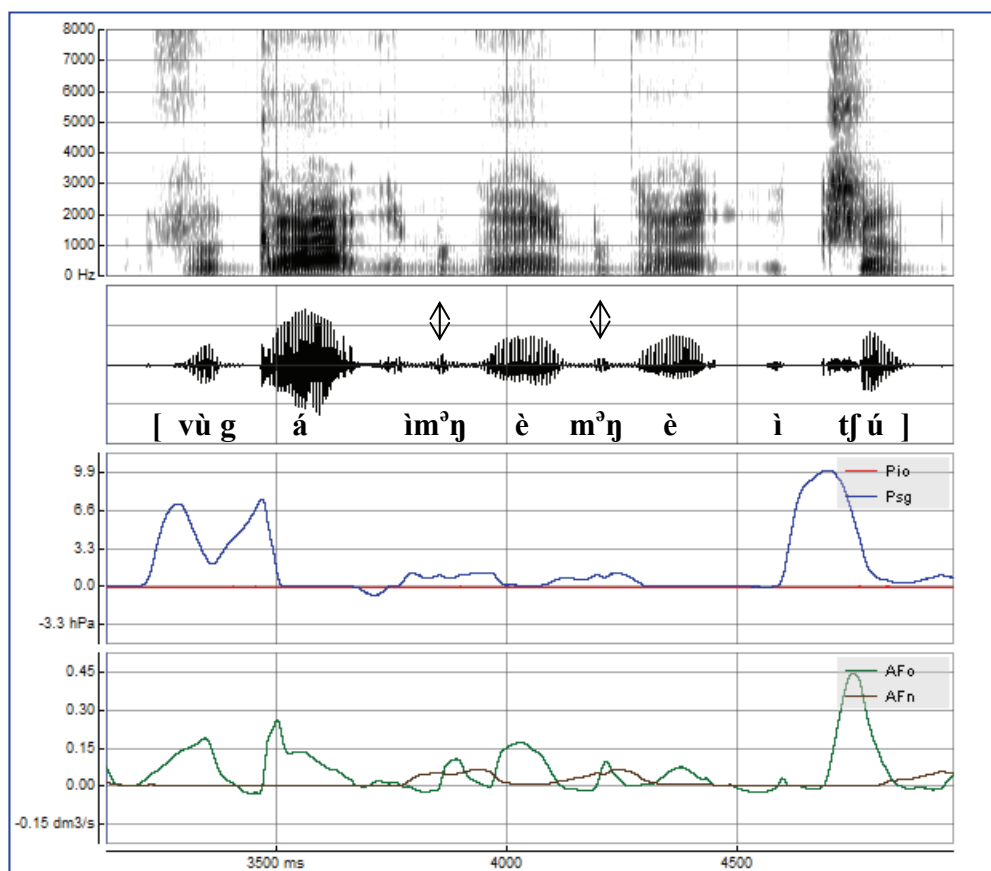 8000
7000
6000
5000
4000
3000
2000
1000
0 Hz
[ vù g á ìmᵊŋ è mᵊŋ è ì tʃ ú ]
9.9
6.6
3.3
0.0
-3.3 hPa
Pio
Psg
0.45
0.30
0.15
0.00
-0.15 dm3/s
AFo
AFn
3500 ms 4000 4500